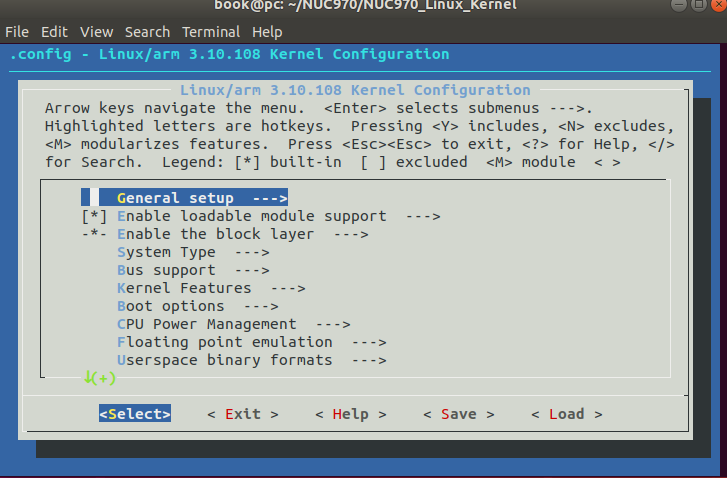 book@pc: ~/NUC970/NUC970_Linux_Kernel
File Edit View Search Terminal Help
.config - Linux/arm 3.10.108 Kernel Configuration
Linux/arm 3.10.108 Kernel Configuration
Arrow keys navigate the menu.  <Enter> selects submenus --->.
Highlighted letters are hotkeys.  Pressing <Y> includes, <N> excludes,
<M> modularizes features.  Press <Esc><Esc> to exit, <?> for Help, </>
for Search.  Legend: [*] built-in  [ ] excluded  <M> module  < >
General setup  --->
[*] Enable loadable module support  --->
-*- Enable the block layer  --->
System Type  --->
Bus support  --->
Kernel Features  --->
Boot options  --->
CPU Power Management  --->
Floating point emulation  --->
Userspace binary formats  --->
↓(+)
<Select>    < Exit >    < Help >    < Save >    < Load >